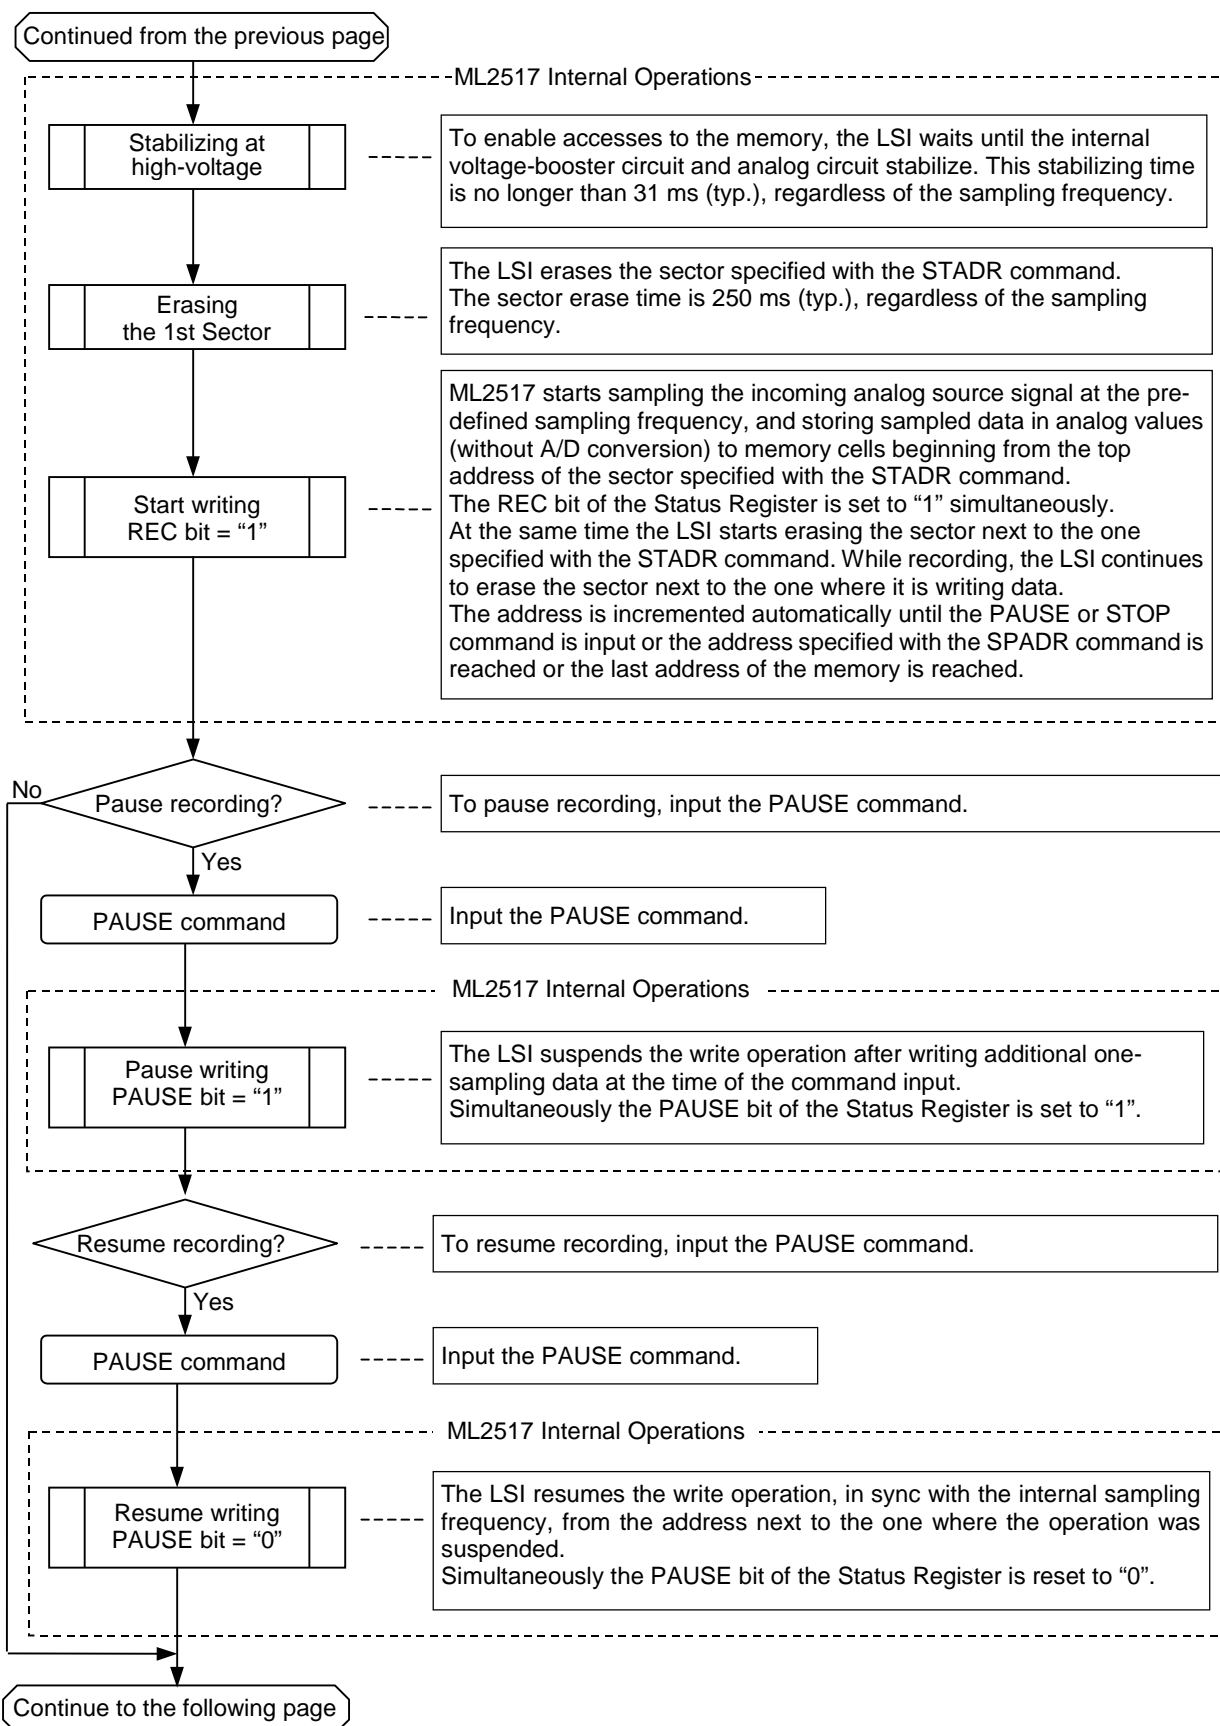 Continued from the previous page
ML2517 Internal Operations
Stabilizing at
high-voltage
To enable accesses to the memory, the LSI waits until the internal
voltage-booster circuit and analog circuit stabilize. This stabilizing time
is no longer than 31 ms (typ.), regardless of the sampling frequency.
Erasing
the 1st Sector
The LSI erases the sector specified with the STADR command.
The sector erase time is 250 ms (typ.), regardless of the sampling
frequency.
Start writing
REC bit = “1”
ML2517 starts sampling the incoming analog source signal at the pre-
defined sampling frequency, and storing sampled data in analog values
(without A/D conversion) to memory cells beginning from the top
address of the sector specified with the STADR command.
The REC bit of the Status Register is set to “1” simultaneously.
At the same time the LSI starts erasing the sector next to the one
specified with the STADR command. While recording, the LSI continues
to erase the sector next to the one where it is writing data.
The address is incremented automatically until the PAUSE or STOP
command is input or the address specified with the SPADR command is
reached or the last address of the memory is reached.
No
Pause recording?
To pause recording, input the PAUSE command.
Yes
PAUSE command
Input the PAUSE command.
ML2517 Internal Operations
Pause writing
PAUSE bit = “1”
The LSI suspends the write operation after writing additional one-
sampling data at the time of the command input.
Simultaneously the PAUSE bit of the Status Register is set to “1”.
Resume recording?
To resume recording, input the PAUSE command.
Yes
PAUSE command
Input the PAUSE command.
ML2517 Internal Operations
Resume writing
PAUSE bit = “0”
The LSI resumes the write operation, in sync with the internal sampling
frequency, from the address next to the one where the operation was
suspended.
Simultaneously the PAUSE bit of the Status Register is reset to “0”.
Continue to the following page